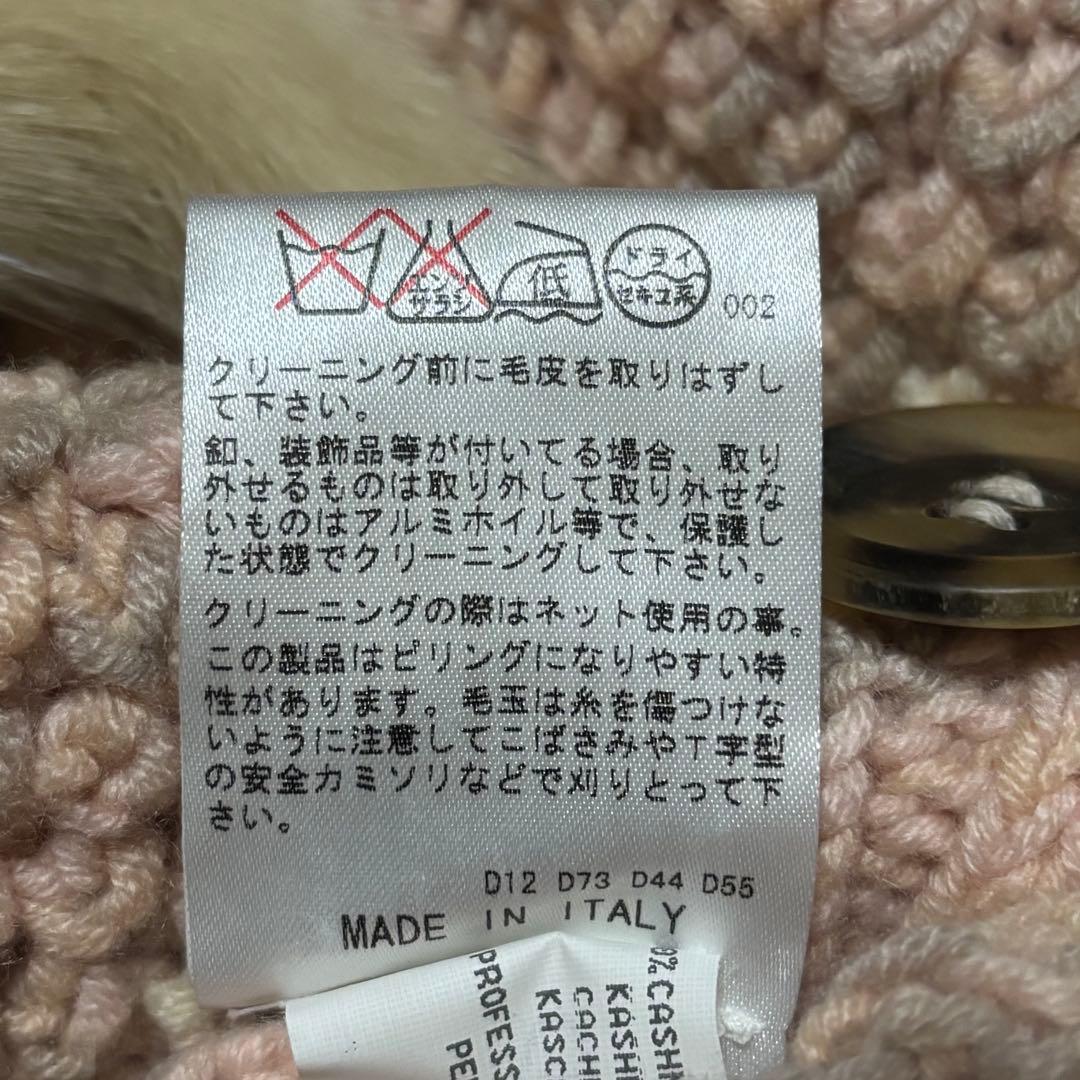 エンソ
サラシ
低
ドライ
セキユ系
002
クリーニング前に毛皮を取りはずし
て下さい。
釦、装飾品等が付いてる場合、取り
外せるものは取り外して取り外せな
いものはアルミホイル等で、保護し
た状態でクリーニングして下さい。
クリーニングの際はネット使用の事。
この製品はピリングになりやすい特
性があります。毛玉は糸を傷つけな
いように注意してこばさみやT字型
の安全カミソリなどで刈りとって下
さい。
D12 D73 D44 D55
MADE IN ITALY